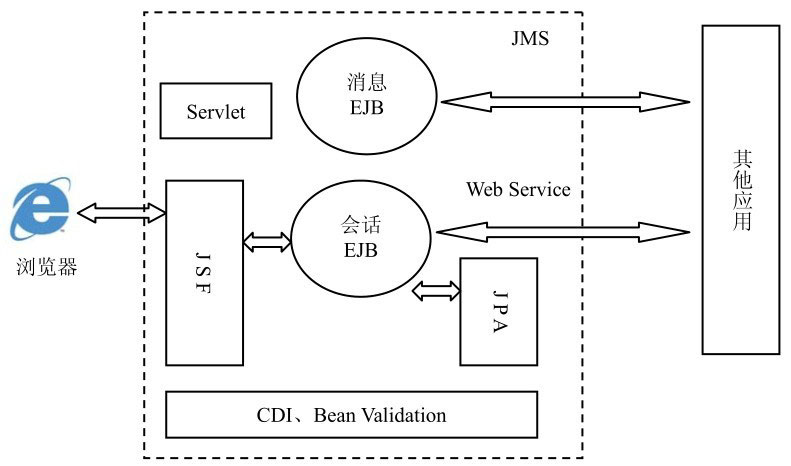 JMS
消息
EJB
Servlet
其他应用
Web Service
会话
EJB
浏览器
JSF
JPA
CDI、Bean Validation